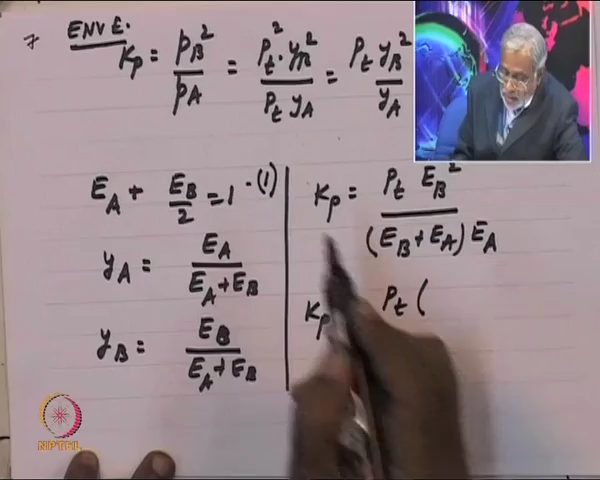 7 ENVE.
Kp = pB² / pA = Pt² · yB² / Pt yA = Pt yB² / yA
EA + EB/2 = 1 - (1)
yA = EA / EA+EB
yB = EB / EA+EB
Kp = Pt EB² / (EB+EA) EA
Kp Pt (
NPTEL